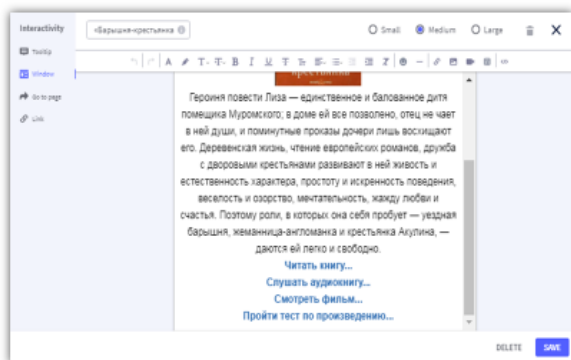 Interactivity
«Барышня-крестьянка
Small
Medium
Large
X
Tooltip
Window
Go to page
Link
крестьянка
Героиня повести Лиза — единственное и балованное дитя
помещика Муромского; в доме ей все позволено, отец не чает
в ней души, и поминутные проказы дочери лишь восхищают
его. Деревенская жизнь, чтение европейских романов, дружба
с дворовыми крестьянами развивают в ней живость и
естественность характера, простоту и искренность поведения,
веселость и озорство, мечтательность, жажду любви и
счастья. Поэтому роли, в которых она себя пробует — уездная
барышня, жеманница-англоманка и крестьянка Акулина, —
даются ей легко и свободно.
Читать книгу...
Слушать аудиокнигу...
Смотреть фильм...
Пройти тест по произведению...
DELETE
SAVE